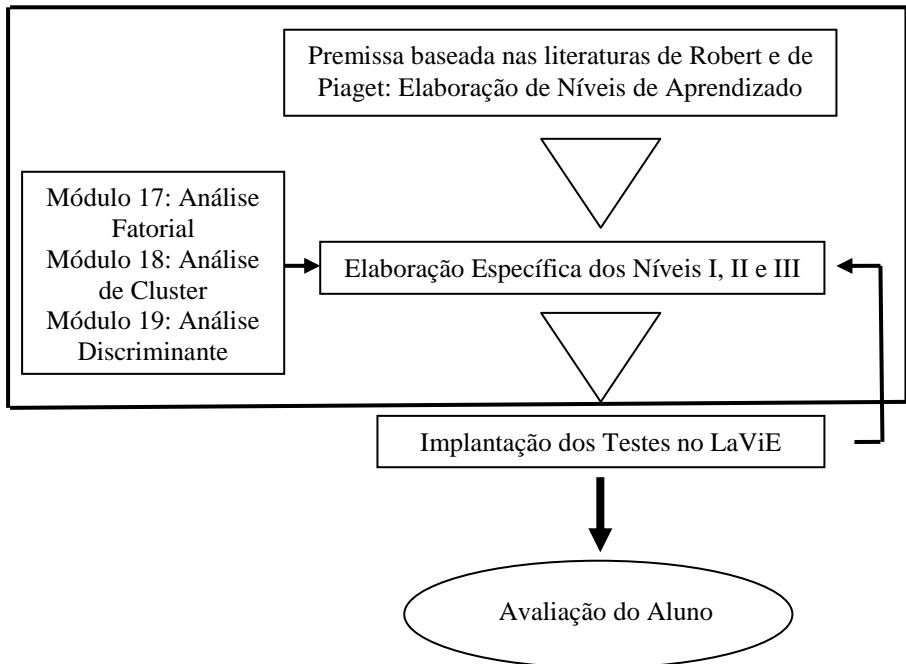 Premissa baseada nas literaturas de Robert e de
Piaget: Elaboração de Níveis de Aprendizado
Módulo 17: Análise
Fatorial
Módulo 18: Análise
de Cluster
Módulo 19: Análise
Discriminante
Elaboração Específica dos Níveis I, II e III
Implantação dos Testes no LaViE
Avaliação do Aluno